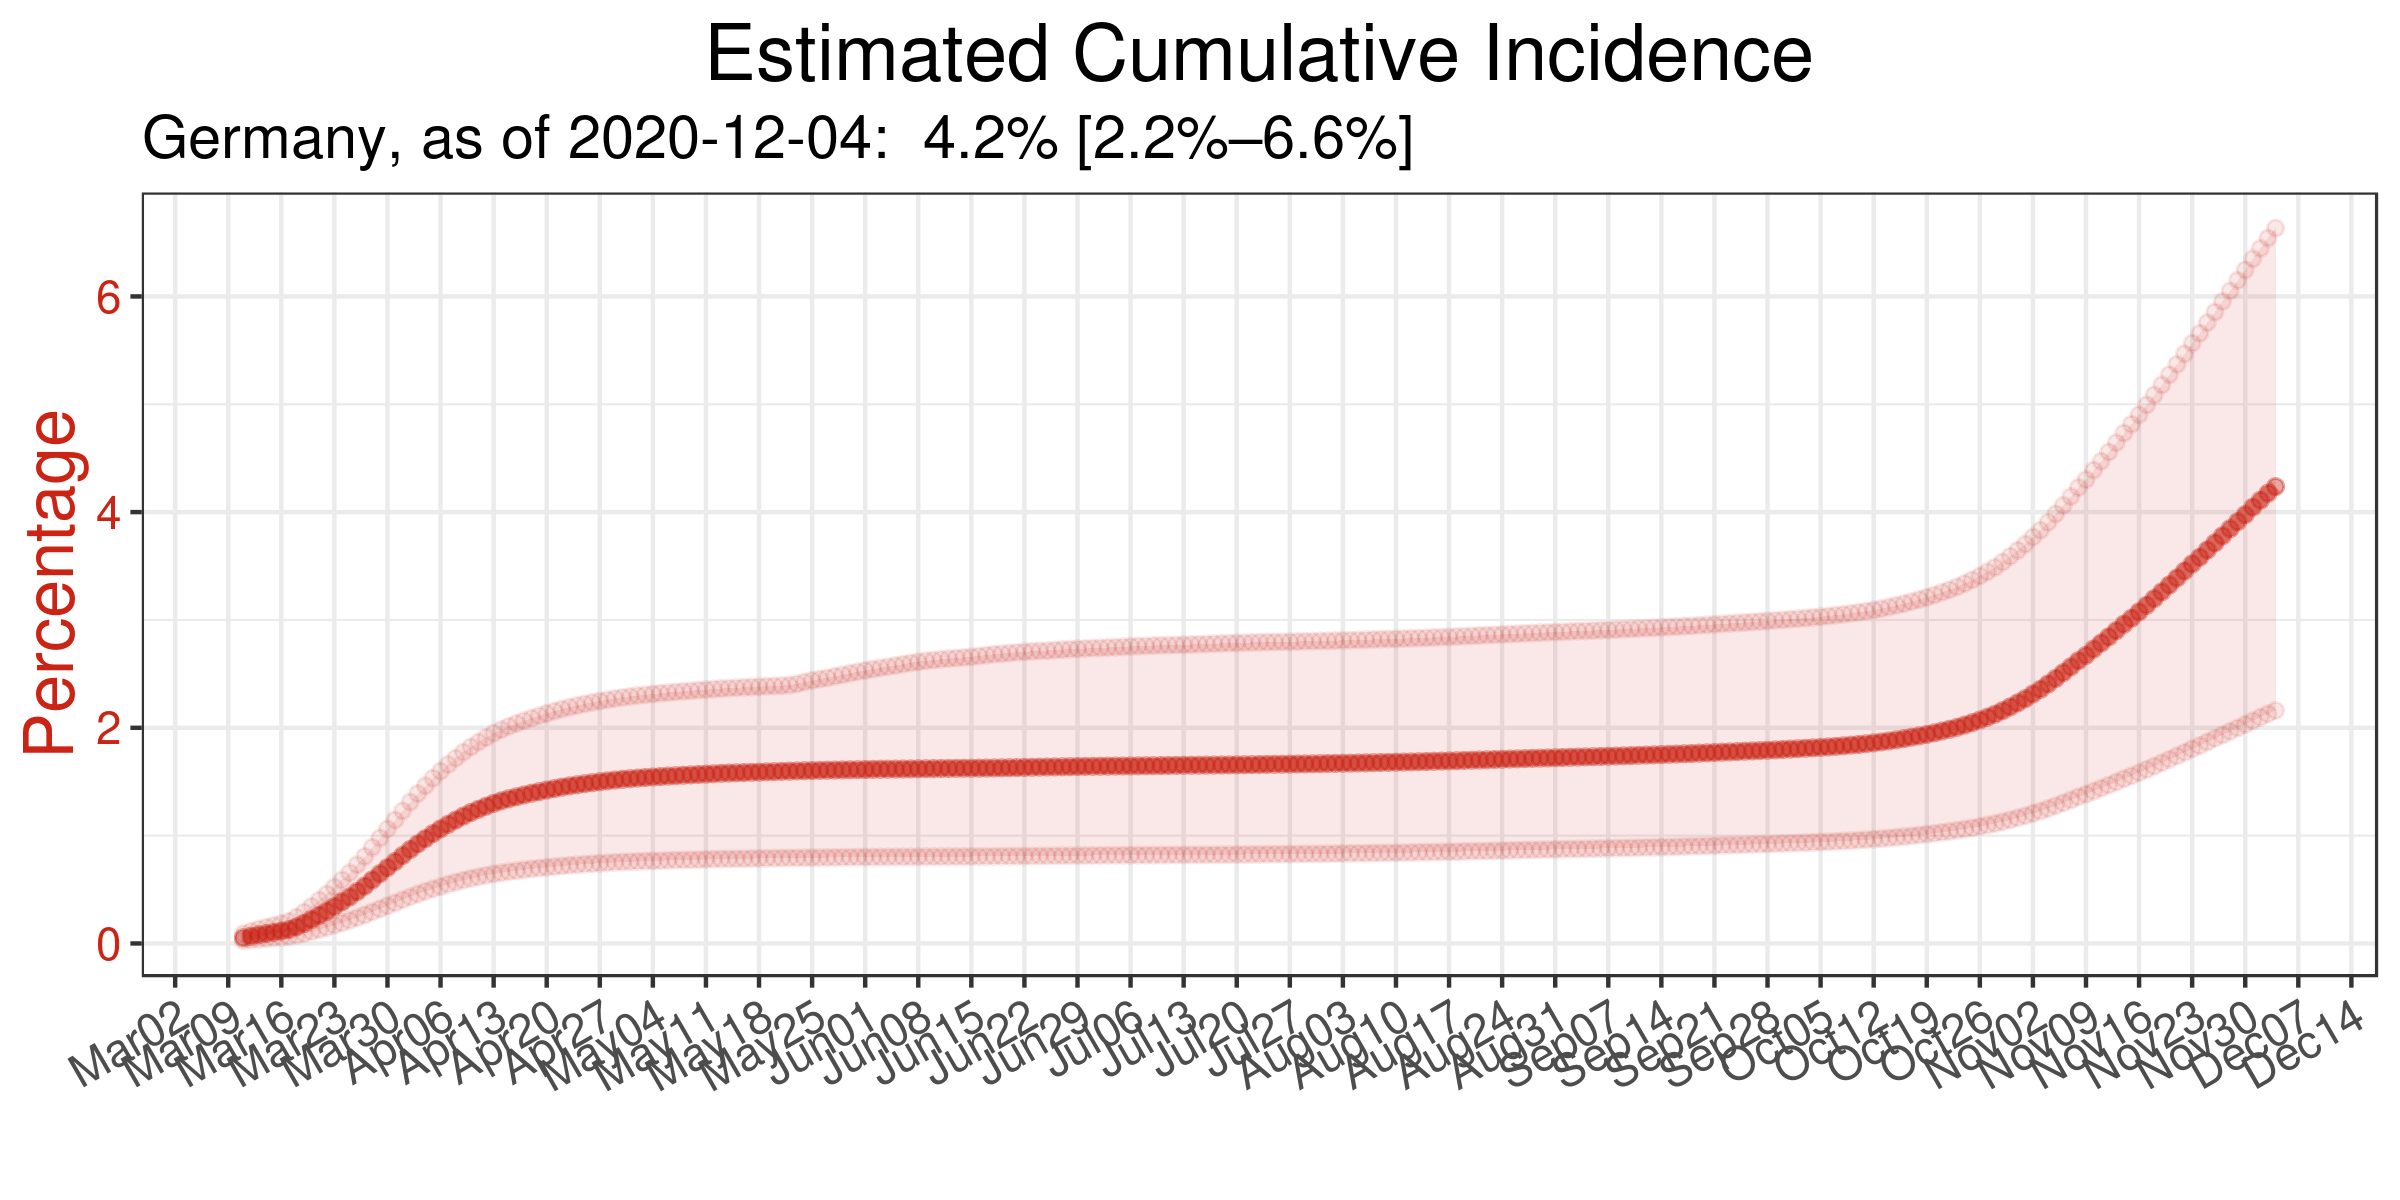 Estimated Cumulative Incidence
Germany, as of 2020-12-04:  4.2% [2.2%–6.6%]
Percentage
6
4
2
0
Mar02
Mar09
Mar16
Mar23
Mar30
Apr06
Apr13
Apr20
Apr27
May04
May11
May18
May25
Jun01
Jun08
Jun15
Jun22
Jun29
Jul06
Jul13
Jul20
Jul27
Aug03
Aug10
Aug17
Aug24
Aug31
Sep07
Sep14
Sep21
Sep28
Oct05
Oct12
Oct19
Oct26
Nov02
Nov09
Nov16
Nov23
Nov30
Dec07
Dec14